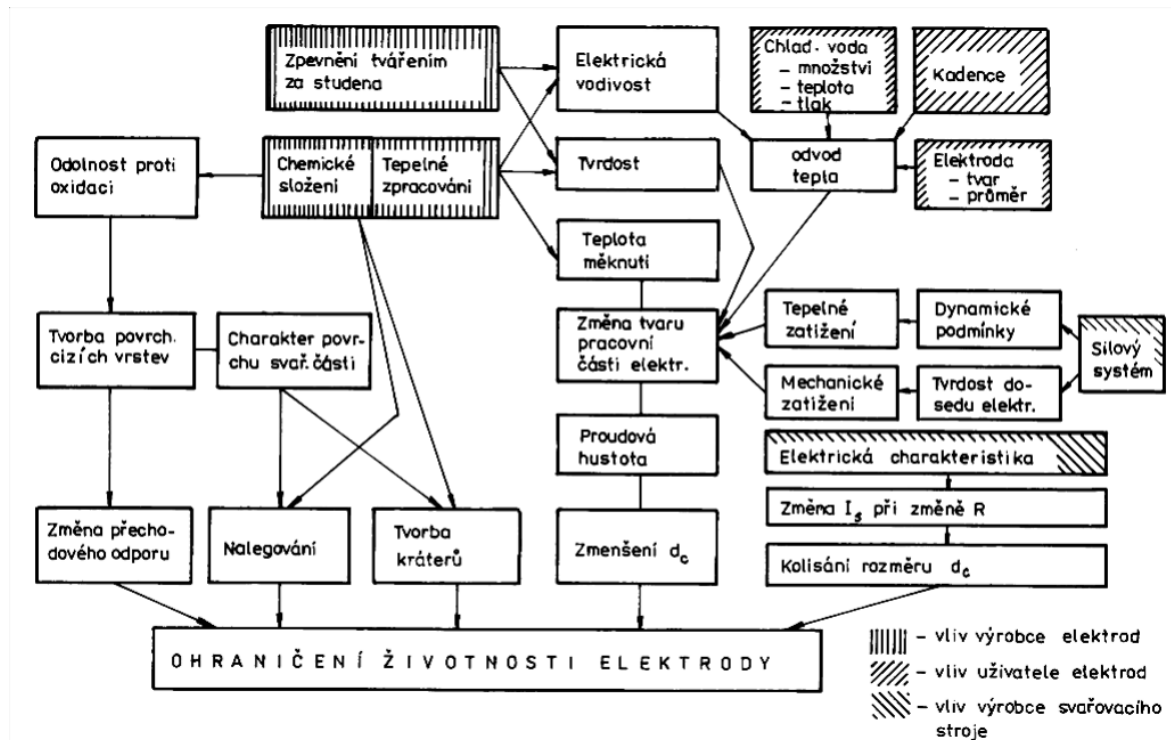 Zpevnění tvářením
za studena
Elektrická
vodivost
Chlad. voda
– množství
– teplota
– tlak
Kadence
Odolnost proti
oxidaci
Chemické
složení
Tepelné
zpracování
Tvrdost
odvod
tepla
Elektroda
– tvar
– průměr
Teplota
měknutí
Tvorba povrch.
cizích vrstev
Charakter povr-
chu svař. části
Změna tvaru
pracovní
části elektr.
Tepelné
zatížení
Dynamické
podmínky
Silový
systém
Mechanické
zatížení
Tvrdost do-
sedu elektr.
Proudová
hustota
Elektrická charakteristika
Změna I_s při změně R
Změna přecho-
dového odporu
Nalegování
Tvorba
kráterů
Zmenšení d_c
Kolísání rozměru d_c
OHRANIČENÍ ŽIVOTNOSTI ELEKTRODY
– vliv výrobce elektrod
– vliv uživatele elektrod
– vliv výrobce svařovacího
stroje